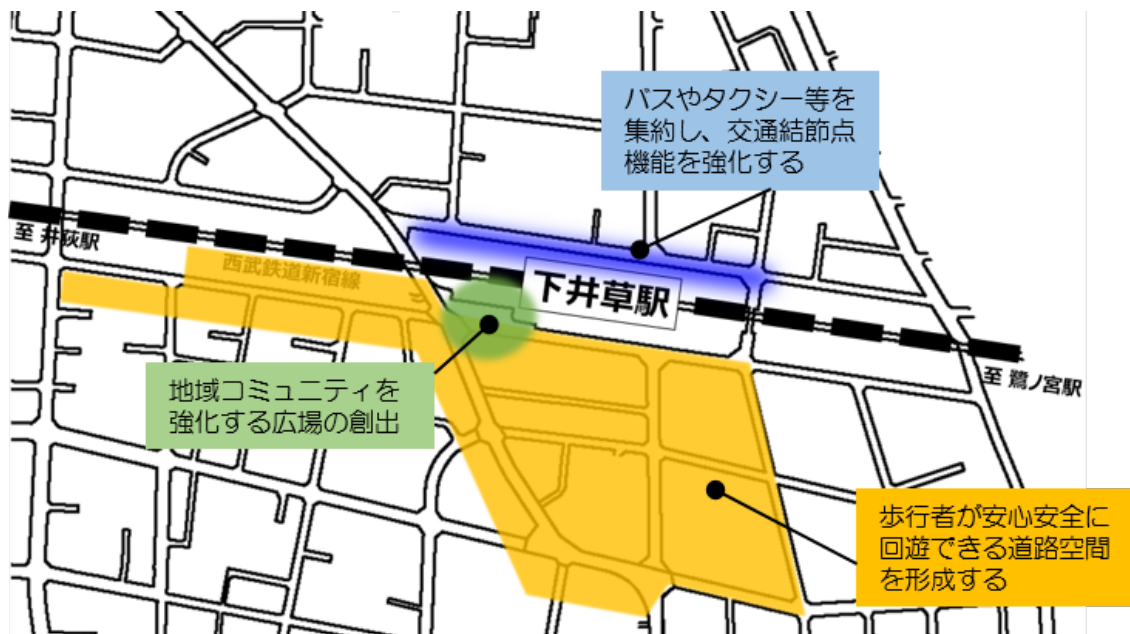 バスやタクシー等を
集約し、交通結節点
機能を強化する
至 井荻駅
西武鉄道新宿線
下井草駅
至 鷺ノ宮駅
地域コミュニティを
強化する広場の創出
歩行者が安心安全に
回遊できる道路空間
を形成する